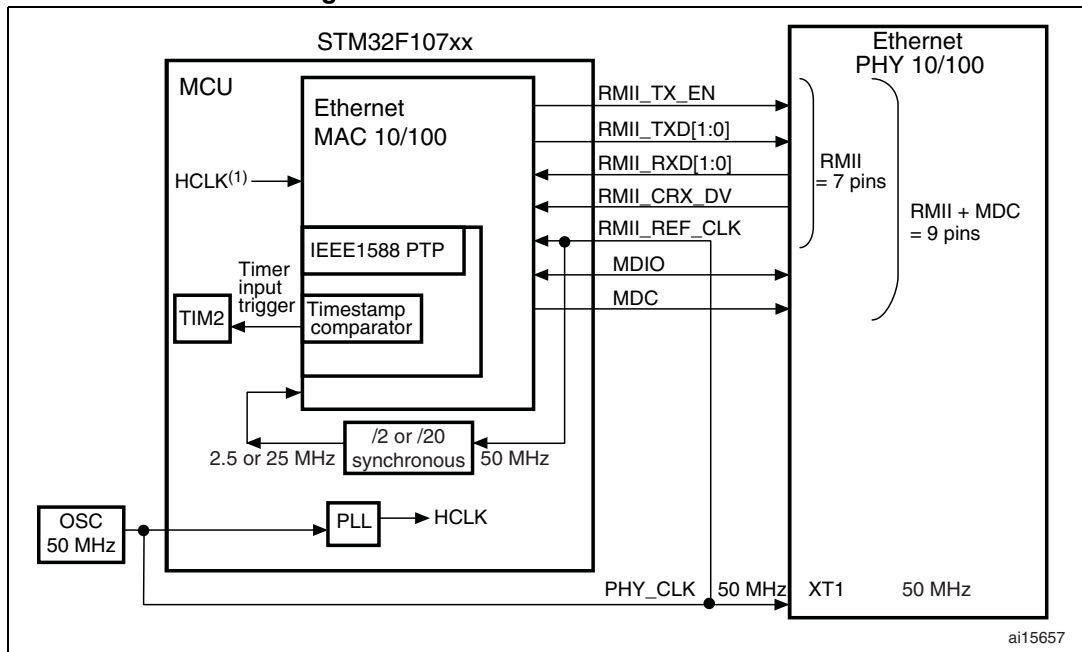 STM32F107xx
MCU
Ethernet
MAC 10/100
HCLK(1)
IEEE1588 PTP
Timer
input
trigger
TIM2
Timestamp
comparator
/2 or /20
synchronous
2.5 or 25 MHz
50 MHz
OSC
50 MHz
PLL
HCLK
RMII_TX_EN
RMII_TXD[1:0]
RMII_RXD[1:0]
RMII_CRX_DV
RMII_REF_CLK
MDIO
MDC
Ethernet
PHY 10/100
RMII
= 7 pins
RMII + MDC
= 9 pins
PHY_CLK 50 MHz
XT1 50 MHz
ai15657